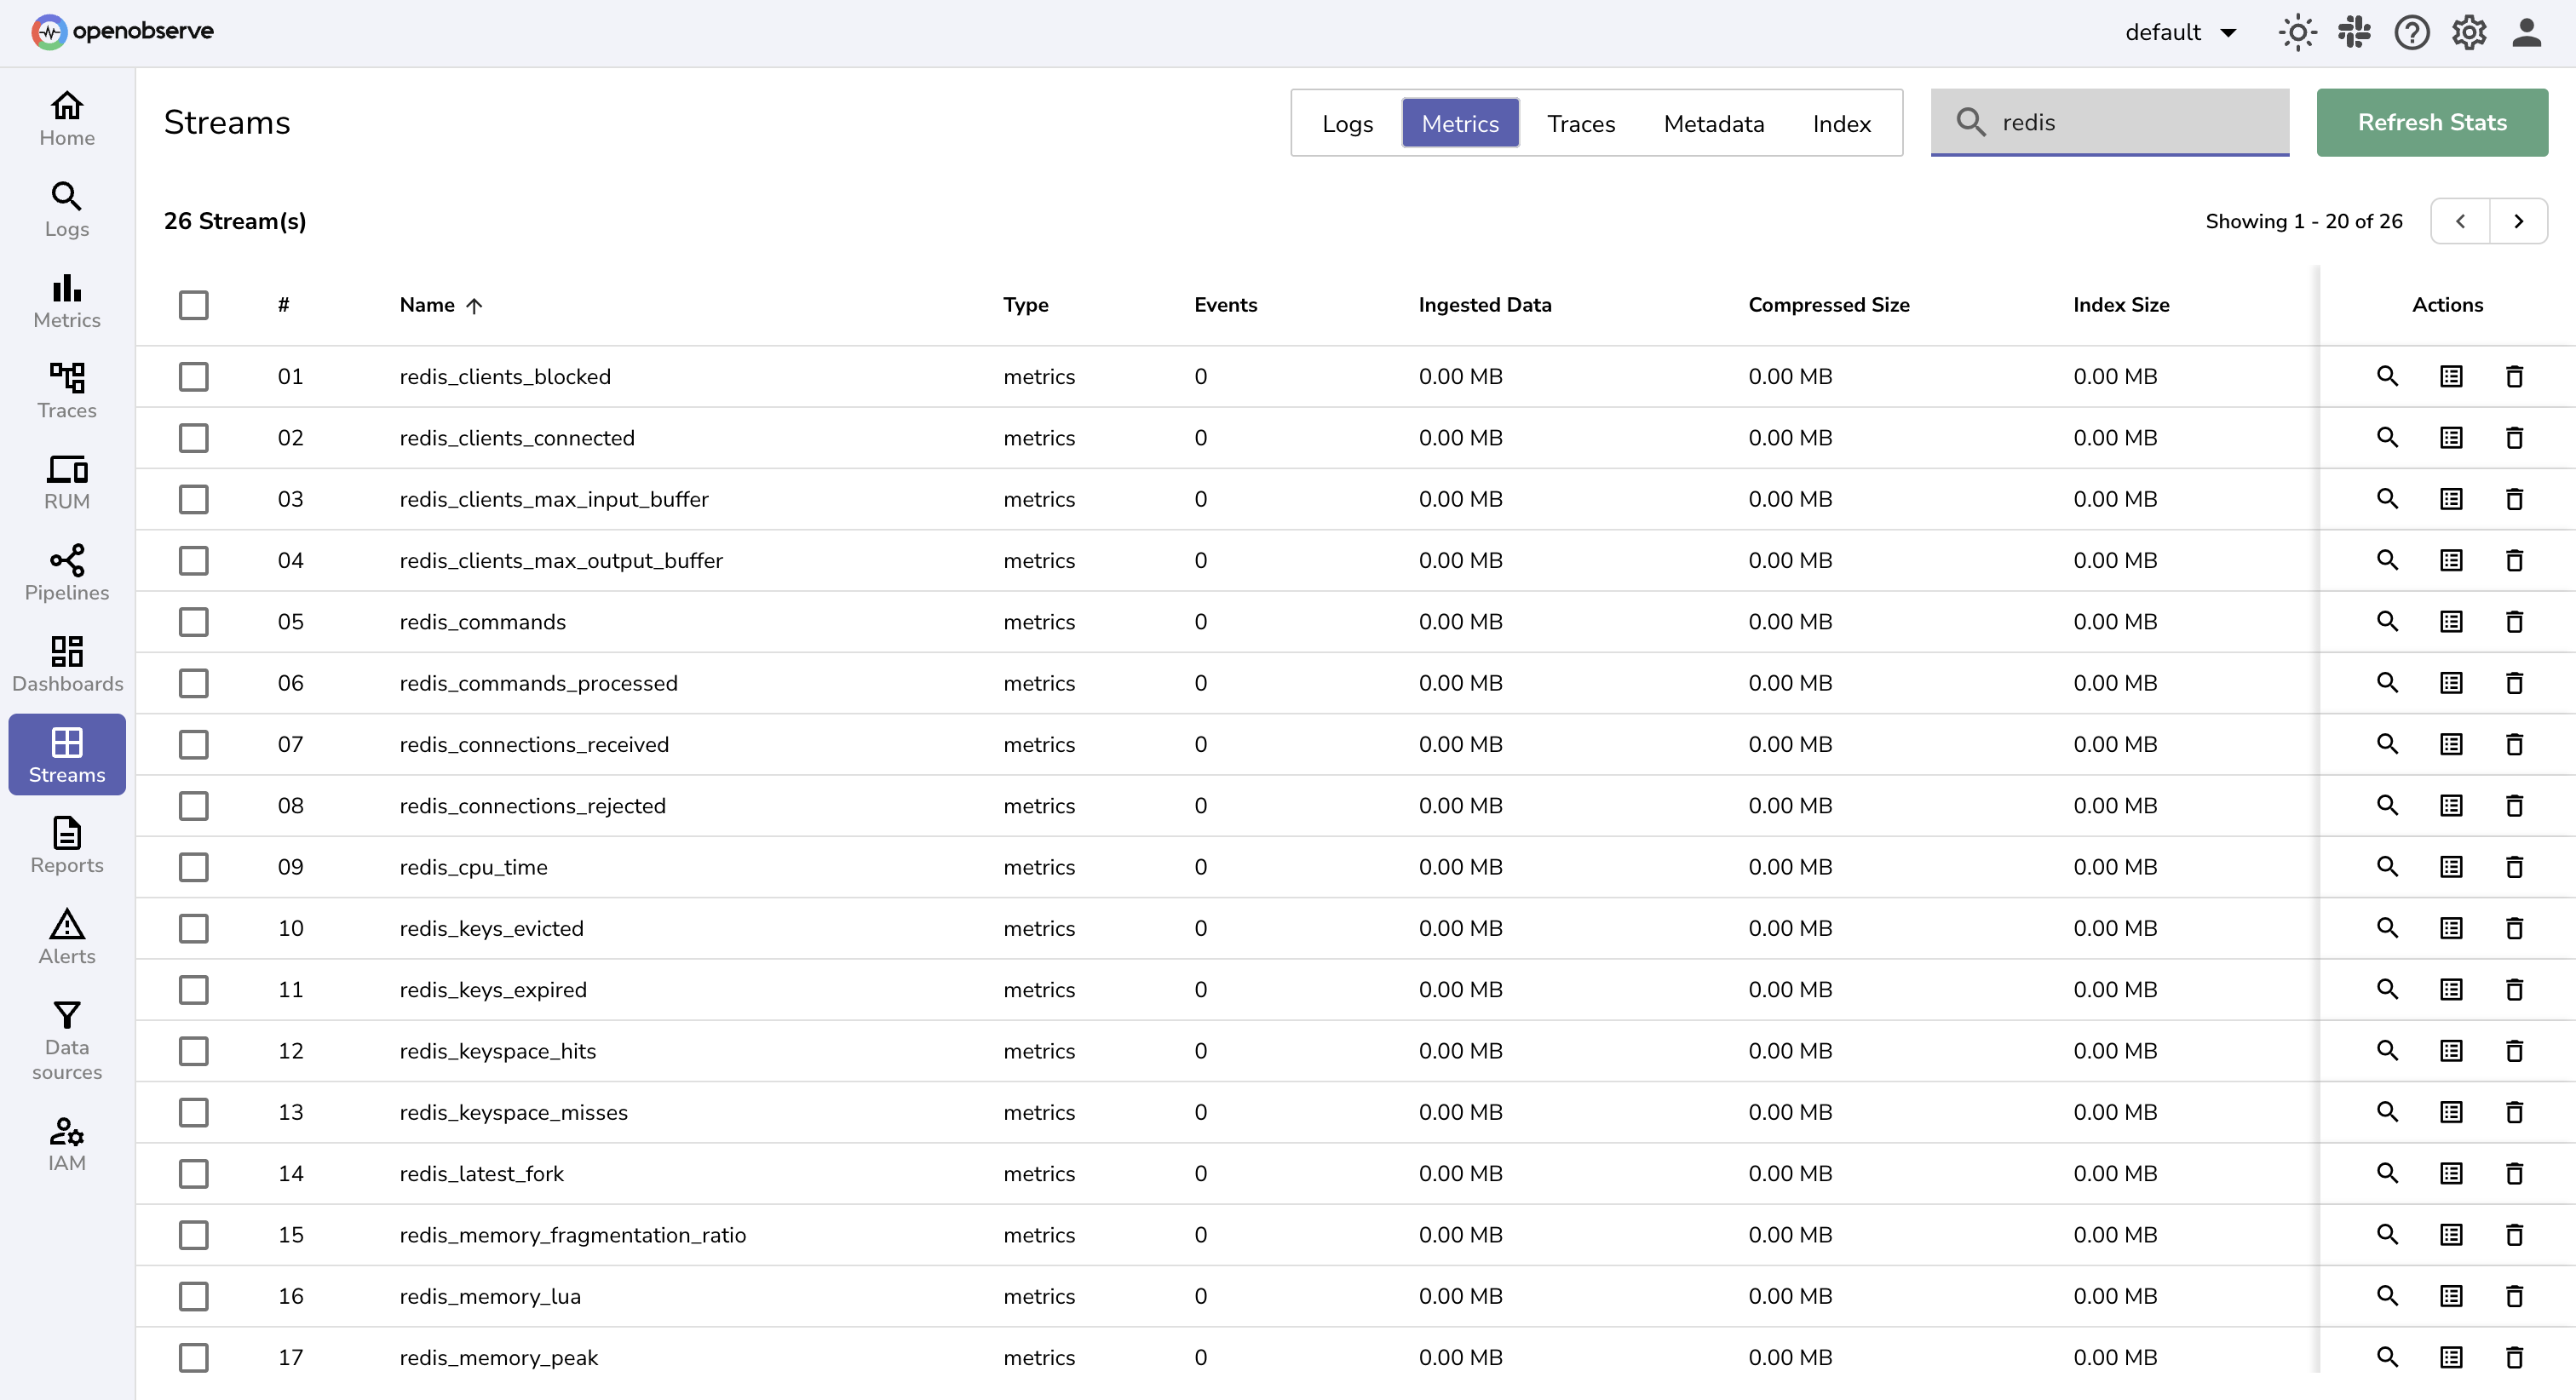 openobserve
default
Home
Logs
Metrics
Traces
RUM
Pipelines
Dashboards
Streams
Reports
Alerts
Data
sources
IAM
Streams
Logs Metrics Traces Metadata Index
redis
Refresh Stats
26 Stream(s)
Showing 1 - 20 of 26
# Name Type Events Ingested Data Compressed Size Index Size Actions
01 redis_clients_blocked metrics 0 0.00 MB 0.00 MB 0.00 MB
02 redis_clients_connected metrics 0 0.00 MB 0.00 MB 0.00 MB
03 redis_clients_max_input_buffer metrics 0 0.00 MB 0.00 MB 0.00 MB
04 redis_clients_max_output_buffer metrics 0 0.00 MB 0.00 MB 0.00 MB
05 redis_commands metrics 0 0.00 MB 0.00 MB 0.00 MB
06 redis_commands_processed metrics 0 0.00 MB 0.00 MB 0.00 MB
07 redis_connections_received metrics 0 0.00 MB 0.00 MB 0.00 MB
08 redis_connections_rejected metrics 0 0.00 MB 0.00 MB 0.00 MB
09 redis_cpu_time metrics 0 0.00 MB 0.00 MB 0.00 MB
10 redis_keys_evicted metrics 0 0.00 MB 0.00 MB 0.00 MB
11 redis_keys_expired metrics 0 0.00 MB 0.00 MB 0.00 MB
12 redis_keyspace_hits metrics 0 0.00 MB 0.00 MB 0.00 MB
13 redis_keyspace_misses metrics 0 0.00 MB 0.00 MB 0.00 MB
14 redis_latest_fork metrics 0 0.00 MB 0.00 MB 0.00 MB
15 redis_memory_fragmentation_ratio metrics 0 0.00 MB 0.00 MB 0.00 MB
16 redis_memory_lua metrics 0 0.00 MB 0.00 MB 0.00 MB
17 redis_memory_peak metrics 0 0.00 MB 0.00 MB 0.00 MB